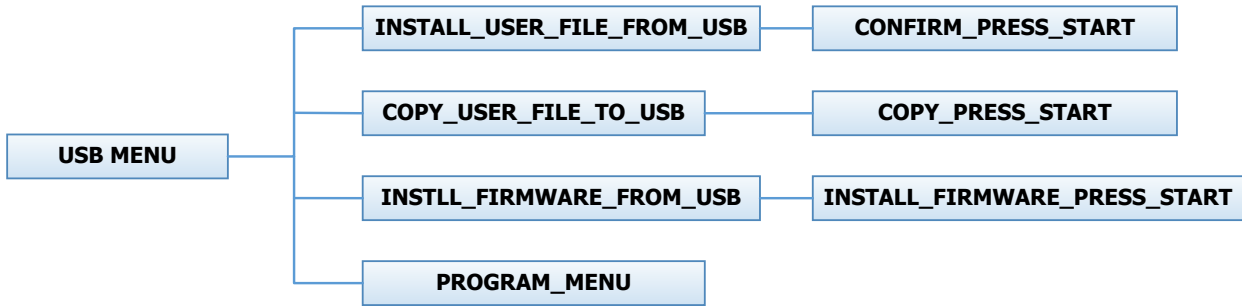 INSTALL_USER_FILE_FROM_USB
CONFIRM_PRESS_START
COPY_USER_FILE_TO_USB
COPY_PRESS_START
USB MENU
INSTLL_FIRMWARE_FROM_USB
INSTALL_FIRMWARE_PRESS_START
PROGRAM_MENU